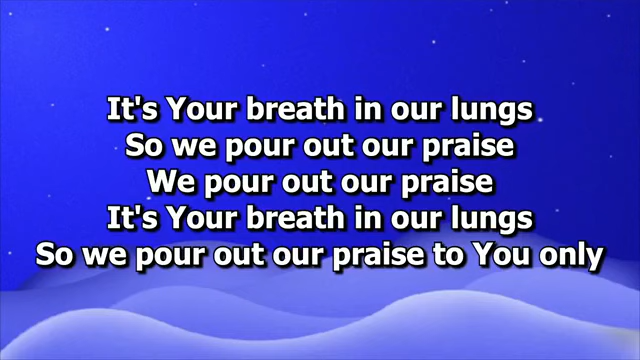 It's Your breath in our lungs
So we pour out our praise
We pour out our praise
It's Your breath in our lungs
So we pour out our praise to You only